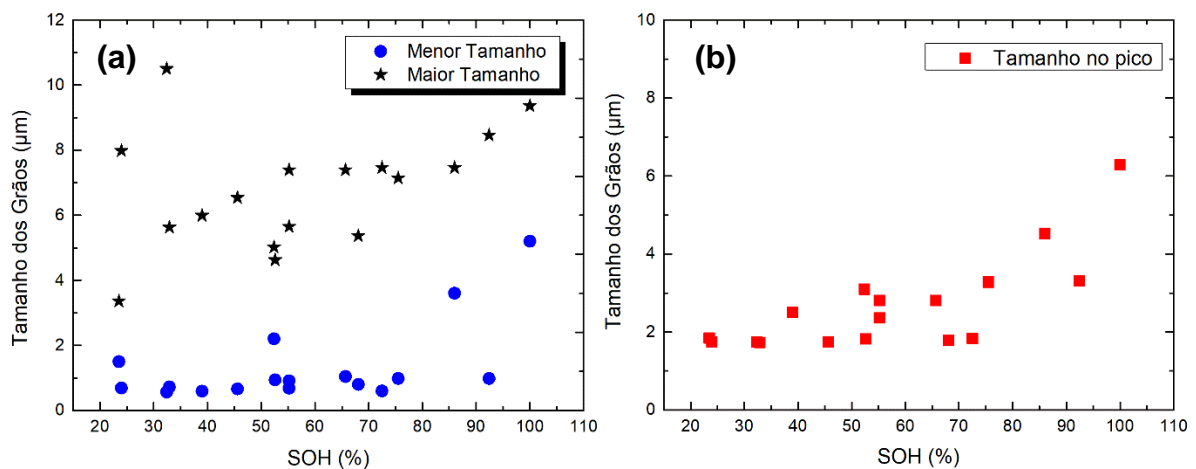 (a)
Menor Tamanho
Maior Tamanho
Tamanho dos Grãos (µm)
12
10
8
6
4
2
0
20 30 40 50 60 70 80 90 100 110
SOH (%)
(b)
Tamanho no pico
Tamanho dos Grãos (µm)
10
8
6
4
2
0
20 30 40 50 60 70 80 90 100 110
SOH (%)